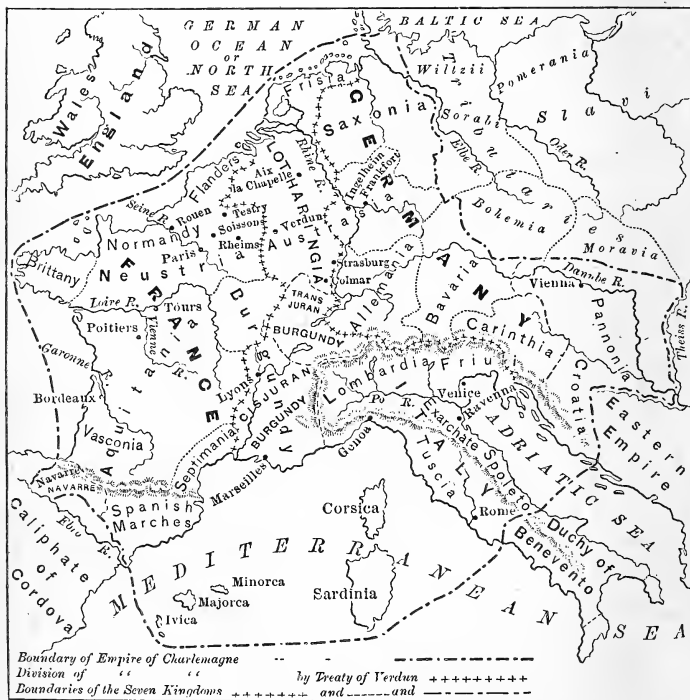 GERMAN
OCEAN
or
NORTH
SEA
BALTIC SEA
Wales
England
Wiltzii
Pomerania
Slavi
Tributaries
Sorabi
Elbe R.
Oder R.
Bohemia
Moravia
Frisia
Saxonia
GERMANY
Flanders
LOTHARINGIA
Rhine R.
Aix
la Chapelle
Ingelheim
Frankfort
Seine R.
Rouen
Testry
Soissons
Verdun
Rheims
Austrasia
Normandy
Paris
Neustria
Brittany
FRANCE
Strasburg
Colmar
Allemania
Bavaria
Vienna
Danube R.
Pannonia
Theiss R.
Loire R.
Tours
Poitiers
Vienne
R.
TRANS
JURAN
BURGUNDY
Burgundy
Carinthia
Croatia
Eastern
Empire
Garonne R.
Lyons
CISJURAN
BURGUNDY
Lombardia
Friuli
Po R.
Venice
Ravenna
Bordeaux
Aquitania
Vasconia
Septimania
Marseilles
Genoa
ITALY
Exarchate
Tuscia
Spoleto
ADRIATIC SEA
Navarre
NAVARRE
Spanish
Marches
Ebro R.
Corsica
Rome
Duchy of
Benevento
Caliphate
of
Cordova
MEDITERRANEAN SEA
Minorca
Majorca
Ivica
Sardinia
Boundary of Empire of Charlemagne
Division of " " by Treaty of Verdun +++++++++
Boundaries of the Seven Kingdoms +++++++ and ------- and